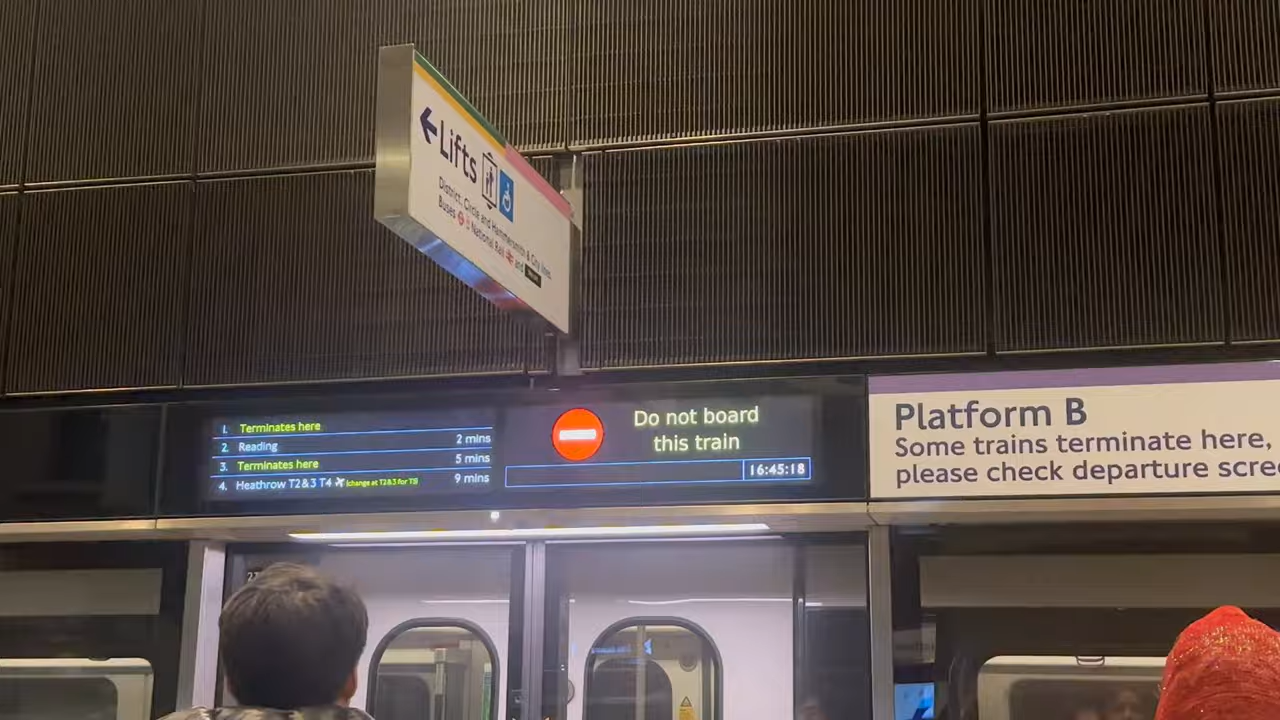 Lifts
District, Circle and Hammersmith & City lines
Buses National Rail and
1. Terminates here
2. Reading 2 mins
3. Terminates here 5 mins
4. Heathrow T2&3 T4 (change at T2&3 for T5) 9 mins
Do not board
this train
16:45:18
Platform B
Some trains terminate here,
please check departure scree